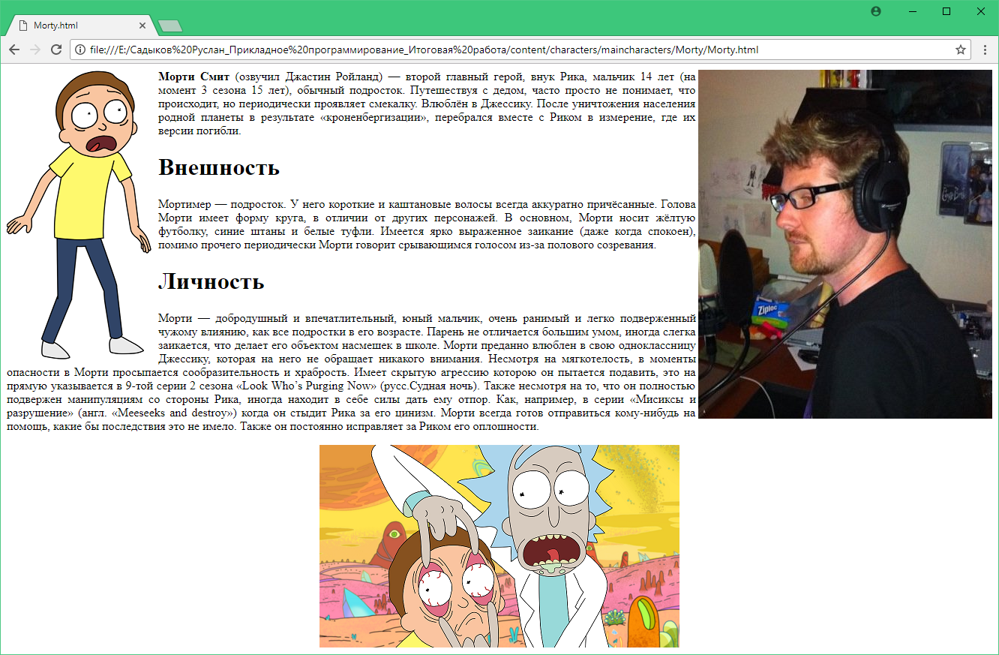 Morty.html
file:///E:/Садыков%20Руслан_Прикладное%20программирование_Итоговая%20работа/content/characters/maincharacters/Morty/Morty.html
Морти Смит (озвучил Джастин Ройланд) — второй главный герой, внук Рика, мальчик 14 лет (на
момент 3 сезона 15 лет), обычный подросток. Путешествуя с дедом, часто просто не понимает, что
происходит, но периодически проявляет смекалку. Влюблён в Джессику. После уничтожения населения
родной планеты в результате «кроненбергизации», перебрался вместе с Риком в измерение, где их
версии погибли.
Внешность
Мортимер — подросток. У него короткие и каштановые волосы всегда аккуратно причёсанные. Голова
Морти имеет форму круга, в отличии от других персонажей. В основном, Морти носит жёлтую
футболку, синие штаны и белые туфли. Имеется ярко выраженное заикание (даже когда спокоен),
помимо прочего периодически Морти говорит срывающимся голосом из-за полового созревания.
Личность
Морти — добродушный и впечатлительный, юный мальчик, очень ранимый и легко подверженный
чужому влиянию, как все подростки в его возрасте. Парень не отличается большим умом, иногда слегка
заикается, что делает его объектом насмешек в школе. Морти преданно влюблен в свою одноклассницу
Джессику, которая на него не обращает никакого внимания. Несмотря на мягкотелость, в моменты
опасности в Морти просыпается сообразительность и храбрость. Имеет скрытую агрессию которою он пытается подавить, это на
прямую указывается в 9-той серии 2 сезона «Look Who’s Purging Now» (русс.Судная ночь). Также несмотря на то, что он полностью
подвержен манипуляциям со стороны Рика, иногда находит в себе силы дать ему отпор. Как, например, в серии «Мисиксы и
разрушение» (англ. «Meeseeks and destroy») когда он стыдит Рика за его цинизм. Морти всегда готов отправиться кому-нибудь на
помощь, какие бы последствия это не имело. Также он постоянно исправляет за Риком его оплошности.
Ziploc